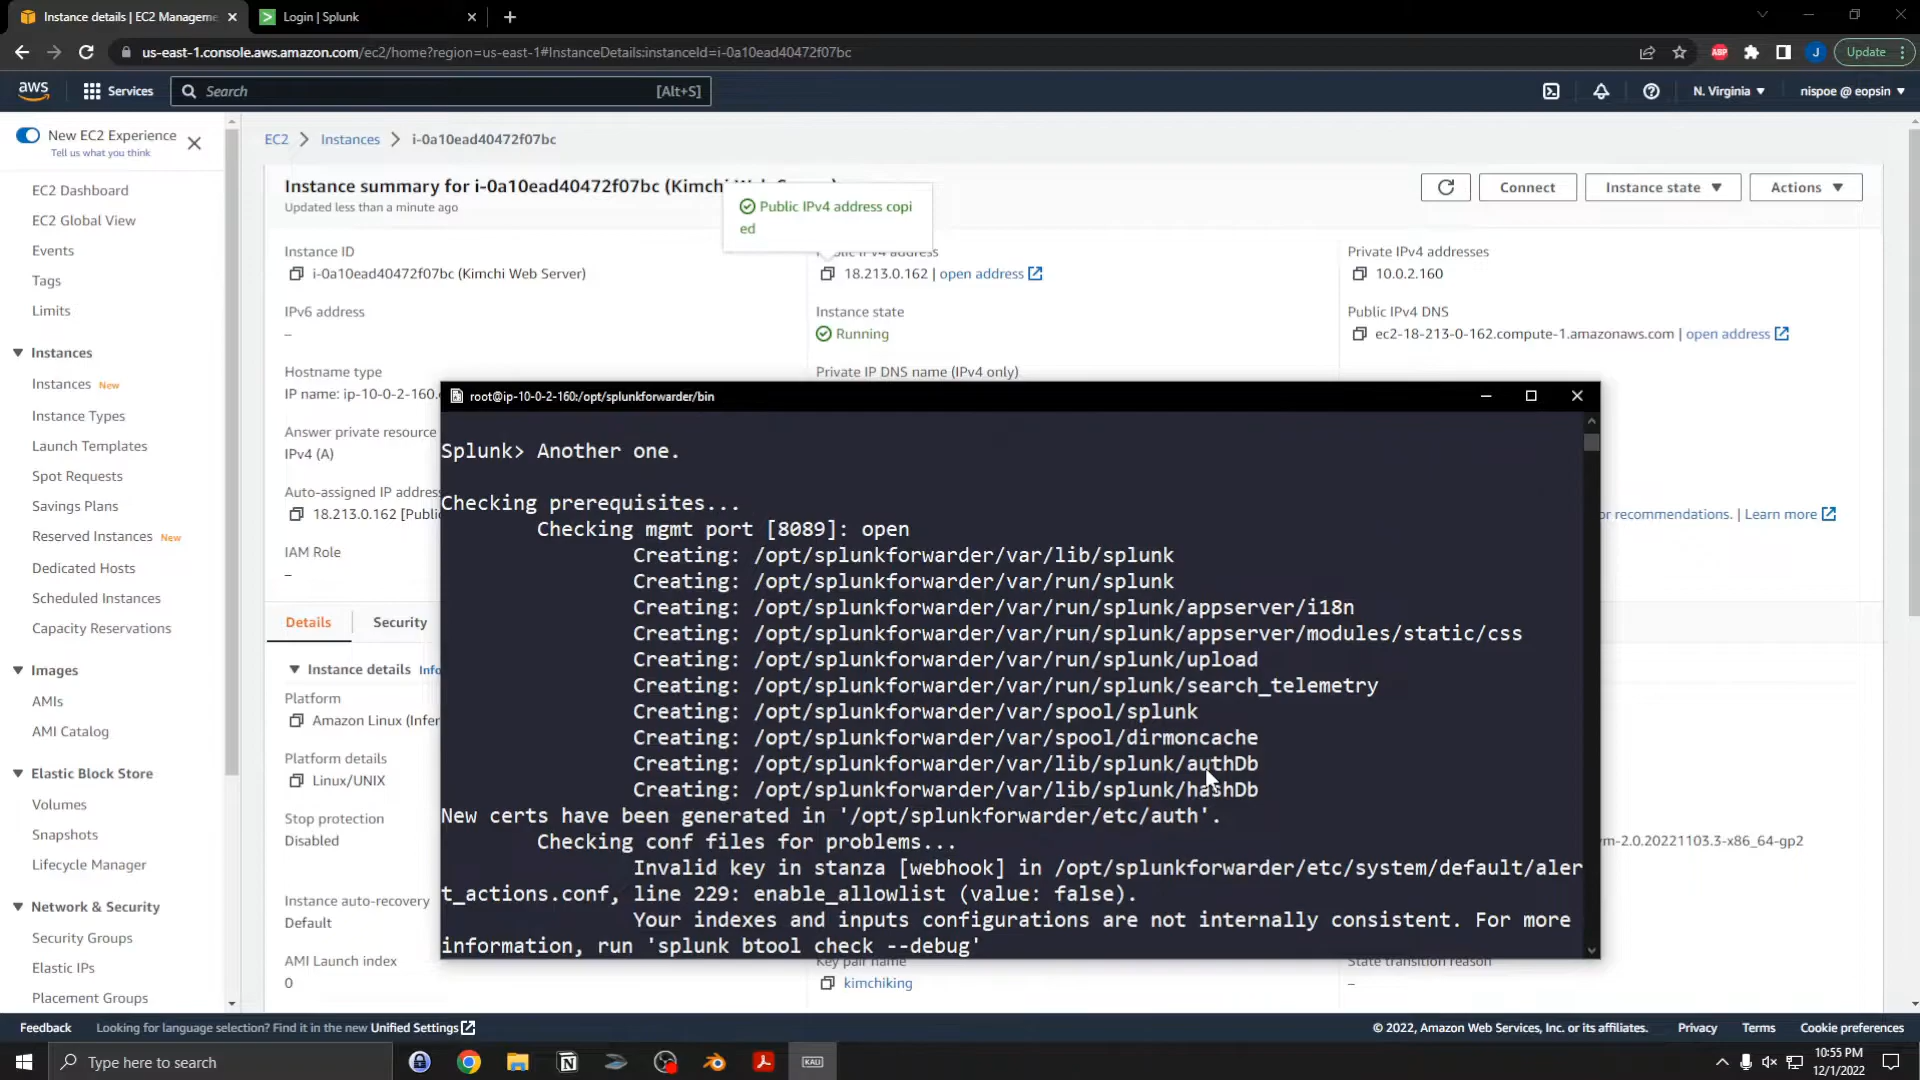 Instance details | EC2 Manageme
Login | Splunk
us-east-1.console.aws.amazon.com/ec2/home?region=us-east-1#InstanceDetails:instanceId=i-0a10ead40472f07bc
ABP
J
Update
aws
Services
Search
[Alt+S]
N. Virginia
nispoe @ eopsin
New EC2 Experience
Tell us what you think
EC2 Dashboard
EC2 Global View
Events
Tags
Limits
Instances
Instances New
Instance Types
Launch Templates
Spot Requests
Savings Plans
Reserved Instances New
Dedicated Hosts
Scheduled Instances
Capacity Reservations
Images
AMIs
AMI Catalog
Elastic Block Store
Volumes
Snapshots
Lifecycle Manager
Network & Security
Security Groups
Elastic IPs
Placement Groups
EC2
Instances
i-0a10ead40472f07bc
Instance summary for i-0a10ead40472f07bc (Kimchi
Updated less than a minute ago
Connect
Instance state
Actions
Public IPv4 address copi
ed
Instance ID
i-0a10ead40472f07bc (Kimchi Web Server)
18.213.0.162 | open address
Private IPv4 addresses
10.0.2.160
IPv6 address
–
Instance state
Running
Public IPv4 DNS
ec2-18-213-0-162.compute-1.amazonaws.com | open address
Hostname type
IP name: ip-10-0-2-160.
Private IP DNS name (IPv4 only)
Answer private resource
IPv4 (A)
Auto-assigned IP addres
18.213.0.162 [Publi
or recommendations. | Learn more
IAM Role
–
Details
Security
Instance details Info
Platform
Amazon Linux (Infer
Platform details
Linux/UNIX
Stop protection
Disabled
vm-2.0.20221103.3-x86_64-gp2
Instance auto-recovery
Default
AMI Launch index
0
Key pair name
kimchiking
State transition reason
–
root@ip-10-0-2-160:/opt/splunkforwarder/bin
Splunk> Another one.
Checking prerequisites...
Checking mgmt port [8089]: open
Creating: /opt/splunkforwarder/var/lib/splunk
Creating: /opt/splunkforwarder/var/run/splunk
Creating: /opt/splunkforwarder/var/run/splunk/appserver/i18n
Creating: /opt/splunkforwarder/var/run/splunk/appserver/modules/static/css
Creating: /opt/splunkforwarder/var/run/splunk/upload
Creating: /opt/splunkforwarder/var/run/splunk/search_telemetry
Creating: /opt/splunkforwarder/var/spool/splunk
Creating: /opt/splunkforwarder/var/spool/dirmoncache
Creating: /opt/splunkforwarder/var/lib/splunk/authDb
Creating: /opt/splunkforwarder/var/lib/splunk/hashDb
New certs have been generated in '/opt/splunkforwarder/etc/auth'.
Checking conf files for problems...
Invalid key in stanza [webhook] in /opt/splunkforwarder/etc/system/default/aler
t_actions.conf, line 229: enable_allowlist (value: false).
Your indexes and inputs configurations are not internally consistent. For more
information, run 'splunk btool check --debug'
Feedback
Looking for language selection? Find it in the new Unified Settings
© 2022, Amazon Web Services, Inc. or its affiliates.
Privacy
Terms
Cookie preferences
Type here to search
KALI
10:55 PM
12/1/2022